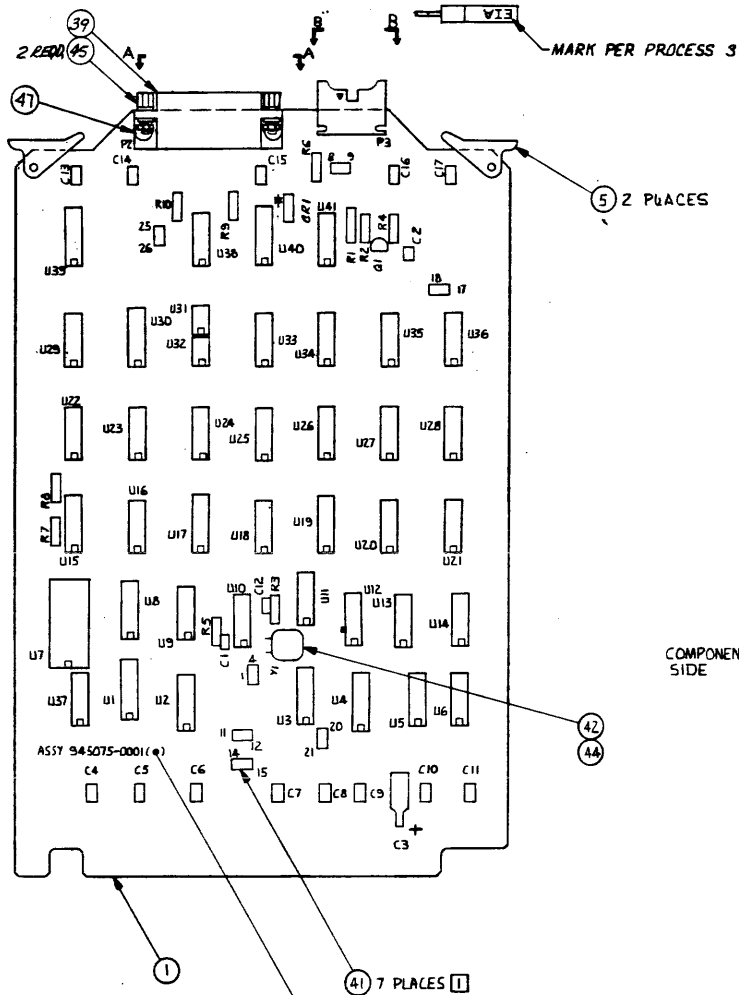 39
2 REQD, 45
A A
B B
EIA
MARK PER PROCESS 3
47
P2
P3
5 2 PLACES
C13 C14 C15 R6 8 9 C16 C17
R10 R9 CR1 U41 R1 R2 R4 Q1 C2
25
26
U39 U38 U40
18 17
U29 U30 U31 U32 U33 U34 U35 U36
U22 U23 U24 U25 U26 U27 U28
R8
R7
U15 U16 U17 U18 U19 U20 U21
U7 U8 U9 U10 C12 R3 U11 U12 U13 U14
R5 C1
4
1 Y1
U37 U1 U2 U3 U4 U5 U6
COMPONEN
SIDE
42
44
11 12
14 15
20
21
ASSY 945075-0001(*)
C4 C5 C6 C7 C8 C9 C10 C11
C3 +
1
41 7 PLACES 1